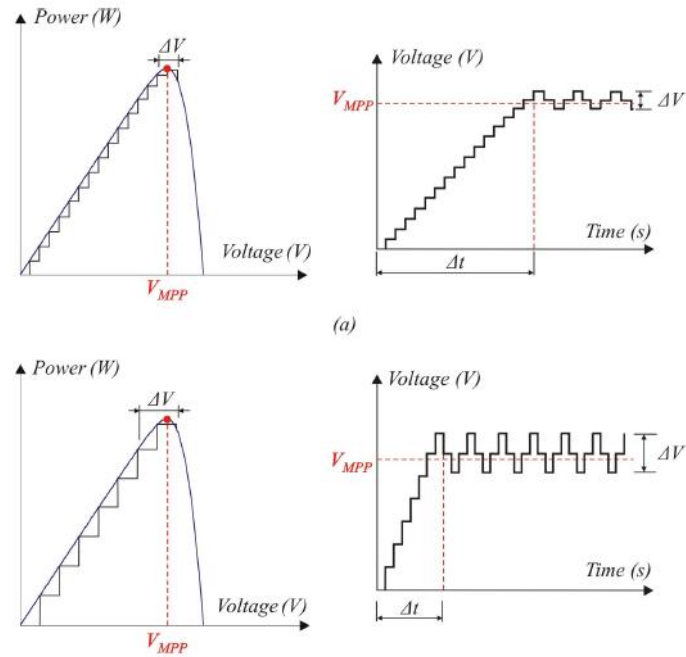 Power (W)
ΔV
Voltage (V)
V_MPP
Voltage (V)
V_MPP
ΔV
Time (s)
Δt
(a)
Power (W)
ΔV
Voltage (V)
V_MPP
Voltage (V)
V_MPP
ΔV
Time (s)
Δt